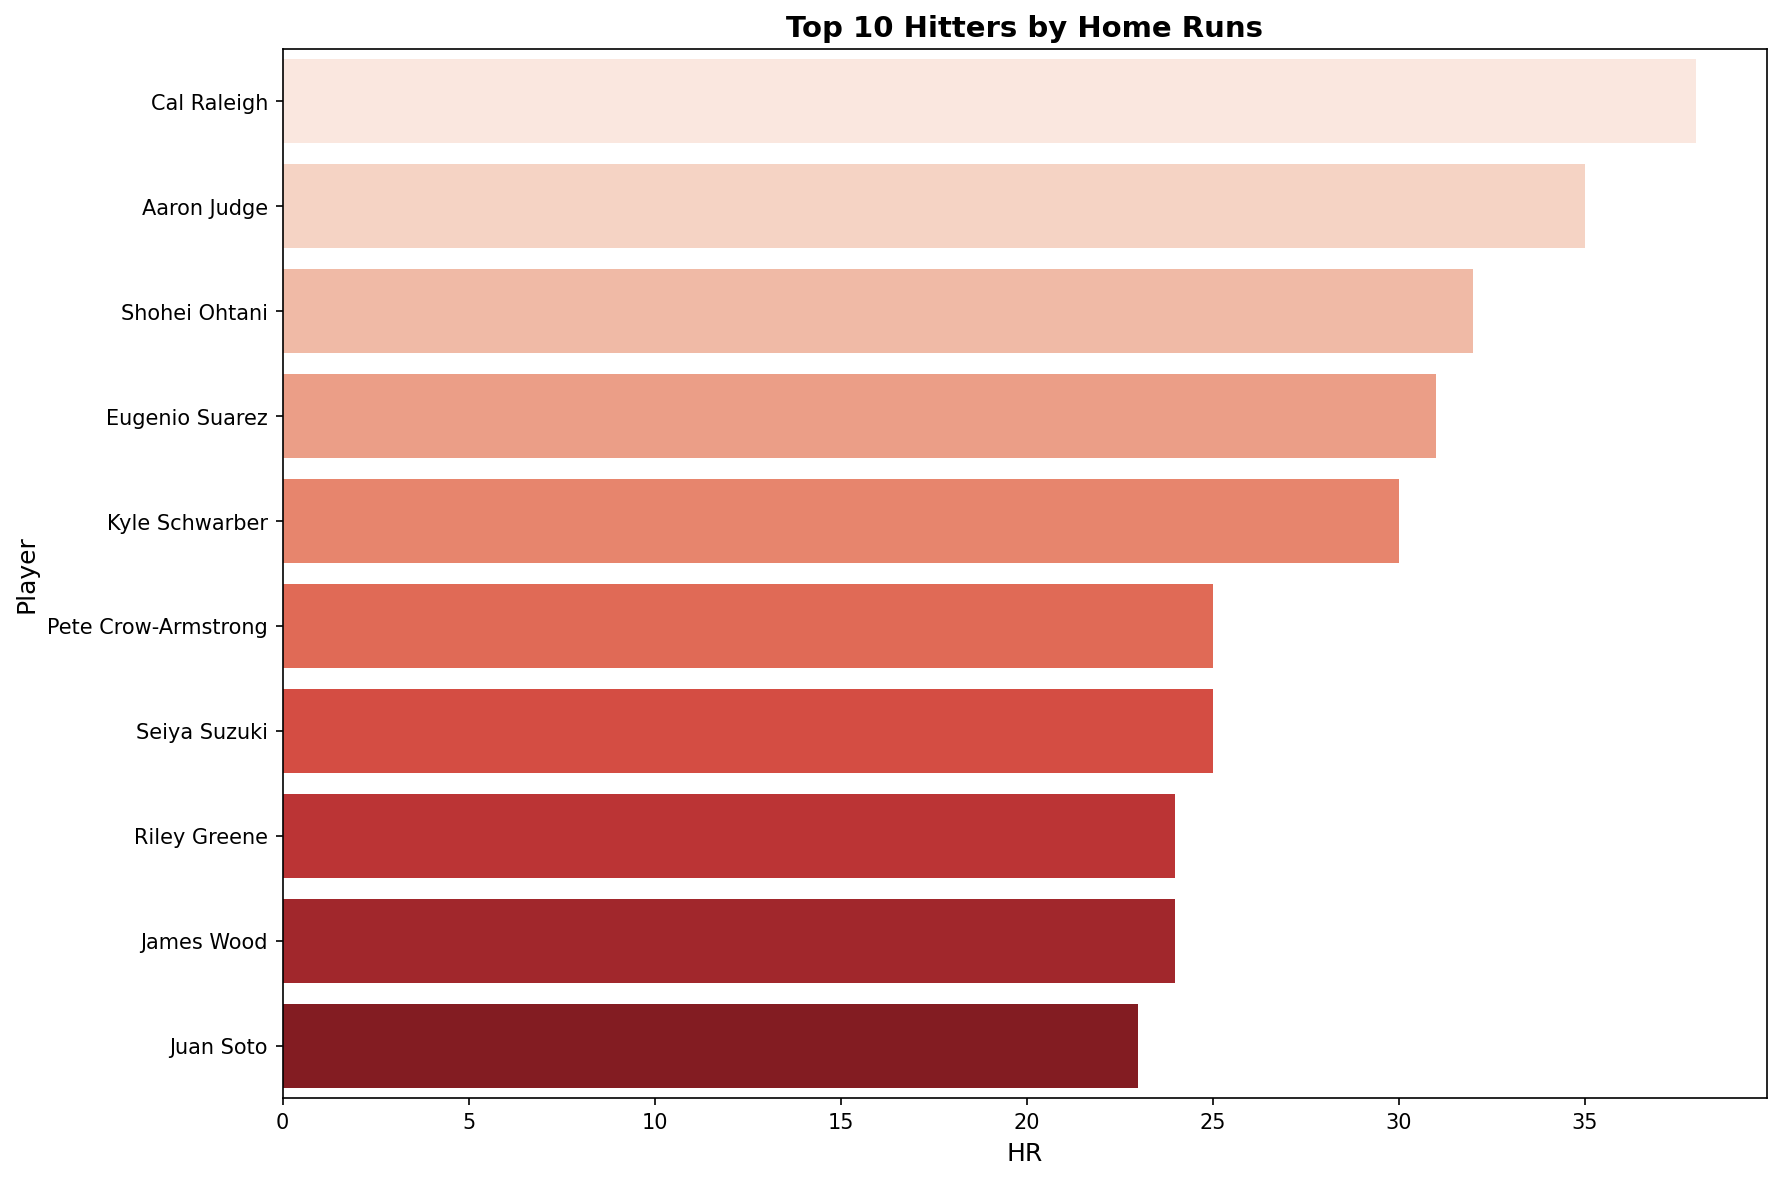 Top 10 Hitters by Home Runs
Player
Cal Raleigh
Aaron Judge
Shohei Ohtani
Eugenio Suarez
Kyle Schwarber
Pete Crow-Armstrong
Seiya Suzuki
Riley Greene
James Wood
Juan Soto
0 5 10 15 20 25 30 35
HR